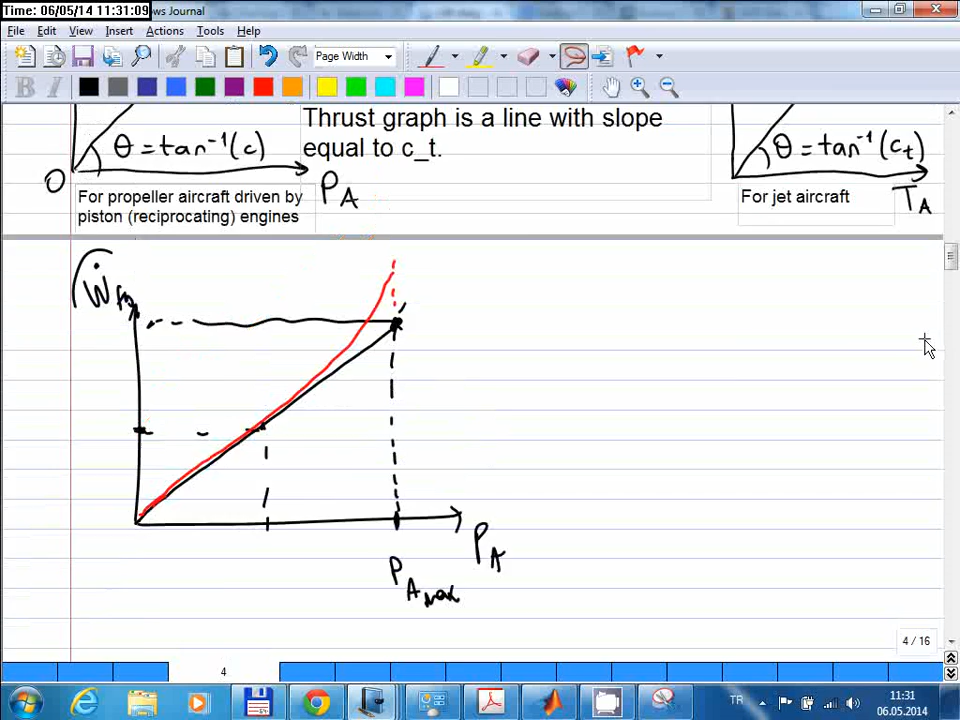 Time: 06/05/14 11:31:09
ws Journal
File Edit View Insert Actions Tools Help
Page Width
B I
Thrust graph is a line with slope
equal to c_t.
θ = tan⁻¹(c)
θ = tan⁻¹(c_t)
O
P_A
T_A
For propeller aircraft driven by
piston (reciprocating) engines
For jet aircraft
P_A
P_A max
4 / 16
4
TR
11:31
06.05.2014